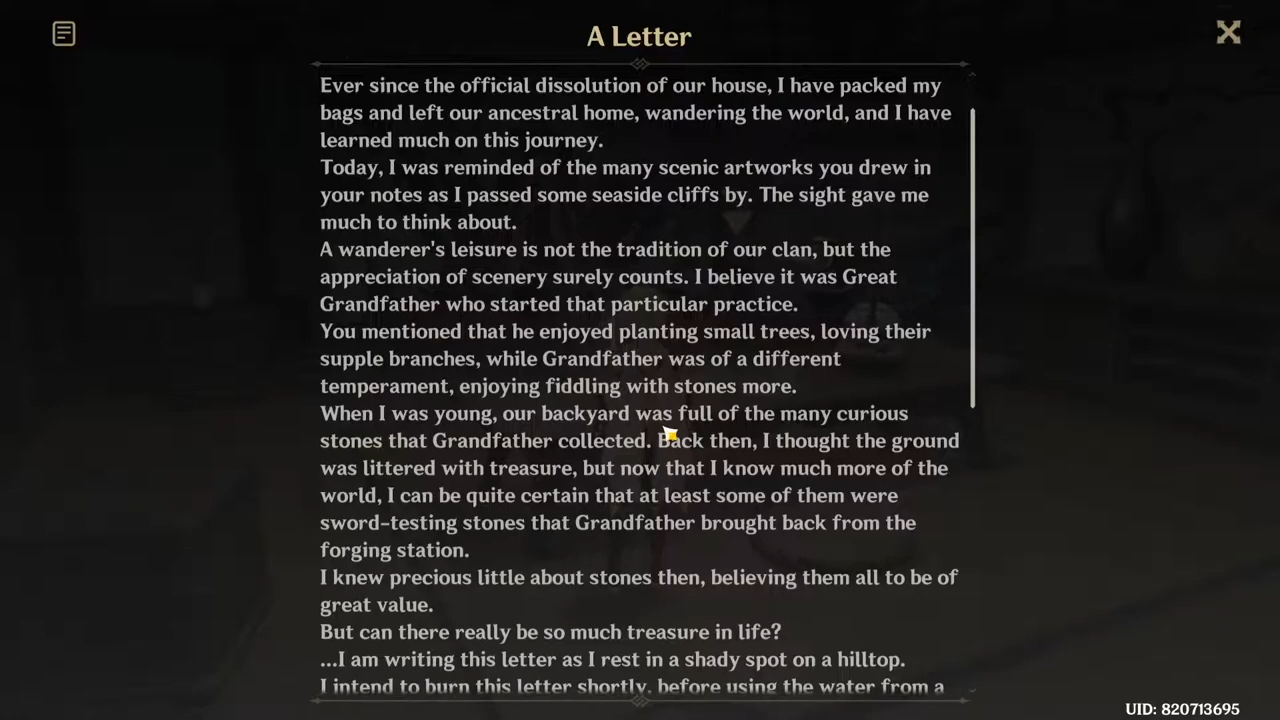 A Letter
Ever since the official dissolution of our house, I have packed my
bags and left our ancestral home, wandering the world, and I have
learned much on this journey.
Today, I was reminded of the many scenic artworks you drew in
your notes as I passed some seaside cliffs by. The sight gave me
much to think about.
A wanderer's leisure is not the tradition of our clan, but the
appreciation of scenery surely counts. I believe it was Great
Grandfather who started that particular practice.
You mentioned that he enjoyed planting small trees, loving their
supple branches, while Grandfather was of a different
temperament, enjoying fiddling with stones more.
When I was young, our backyard was full of the many curious
stones that Grandfather collected. Back then, I thought the ground
was littered with treasure, but now that I know much more of the
world, I can be quite certain that at least some of them were
sword-testing stones that Grandfather brought back from the
forging station.
I knew precious little about stones then, believing them all to be of
great value.
But can there really be so much treasure in life?
...I am writing this letter as I rest in a shady spot on a hilltop.
I intend to burn this letter shortly, before using the water from a
UID: 820713695